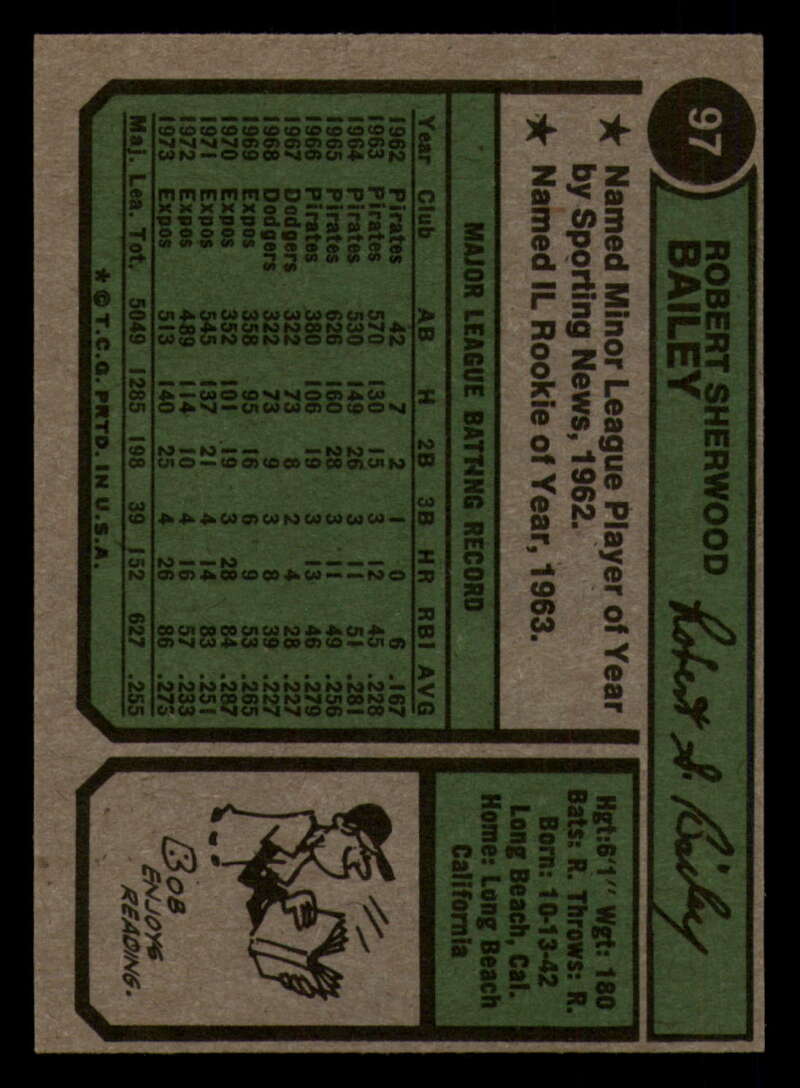 97
ROBERT SHERWOOD
BAILEY
Robert S. Bailey
★ Named Minor League Player of Year
by Sporting News, 1962.
★ Named IL Rookie of Year, 1963.
MAJOR LEAGUE BATTING RECORD
Year Club AB H 2B 3B HR RBI AVG
1962 Pirates 42 7 2 1 0 6 .167
1963 Pirates 570 130 15 3 12 45 .228
1964 Pirates 530 149 26 3 11 51 .281
1965 Pirates 626 160 28 3 11 49 .256
1966 Pirates 380 106 19 3 13 46 .279
1967 Dodgers 322 73 8 2 4 28 .227
1968 Dodgers 322 73 9 3 8 39 .227
1969 Expos 358 95 16 6 9 53 .265
1970 Expos 352 101 19 3 28 84 .287
1971 Expos 545 137 21 4 14 83 .251
1972 Expos 489 114 10 4 16 57 .233
1973 Expos 513 140 25 4 26 86 .273
Maj. Lea. Tot. 5049 1285 198 39 152 627 .255
* © T.C.G. PRTD. IN U.S.A.
Hgt: 6'1" Wgt: 180
Bats: R. Throws: R.
Born: 10-13-42
Long Beach, Cal.
Home: Long Beach
California
BOB
ENJOYS
READING.